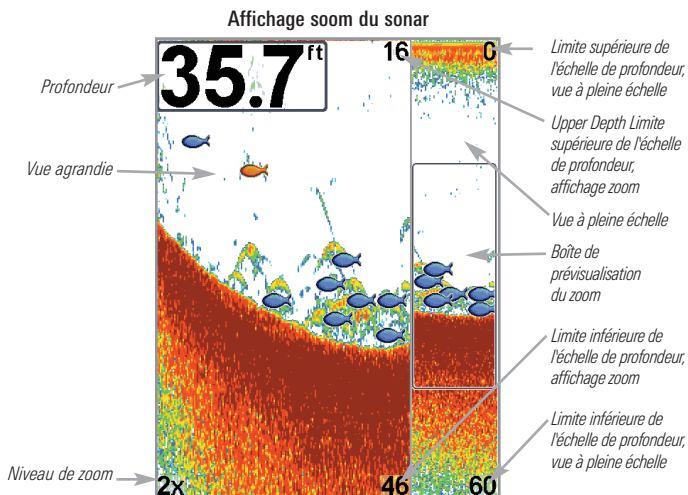 Affichage soom du sonar
35.7 ft
16
0
Profondeur
Vue agrandie
Niveau de zoom
2x
46
60
Limite supérieure de
l'échelle de profondeur,
vue à pleine échelle
Upper Depth Limite
supérieure de l'échelle
de profondeur,
affichage zoom
Vue à pleine échelle
Boîte de
prévisualisation
du zoom
Limite inférieure de
l'échelle de profondeur,
affichage zoom
Limite inférieure de
l'échelle de profondeur,
vue à pleine échelle